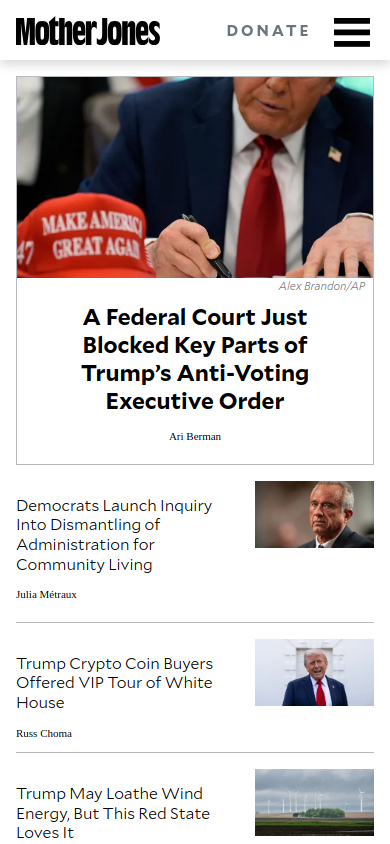 Mother Jones
DONATE
MAKE AMERICA
GREAT AGAIN
47
Alex Brandon/AP
A Federal Court Just
Blocked Key Parts of
Trump’s Anti-Voting
Executive Order
Ari Berman
Democrats Launch Inquiry
Into Dismantling of
Administration for
Community Living
Julia Métraux
Trump Crypto Coin Buyers
Offered VIP Tour of White
House
Russ Choma
Trump May Loathe Wind
Energy, But This Red State
Loves It